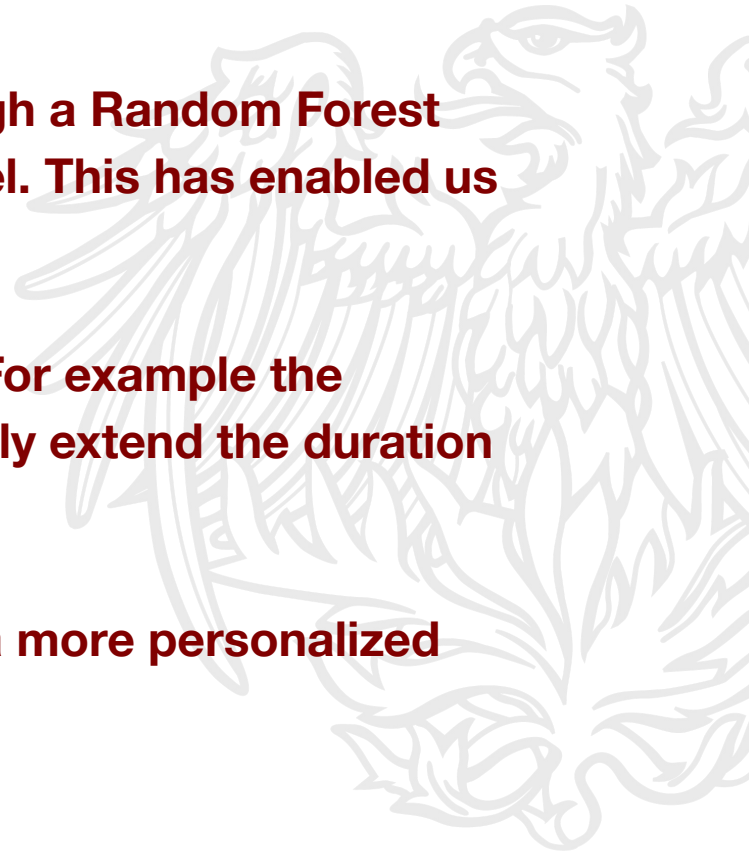 gh a Random Forest
el. This has enabled us
For example the
ly extend the duration
more personalized